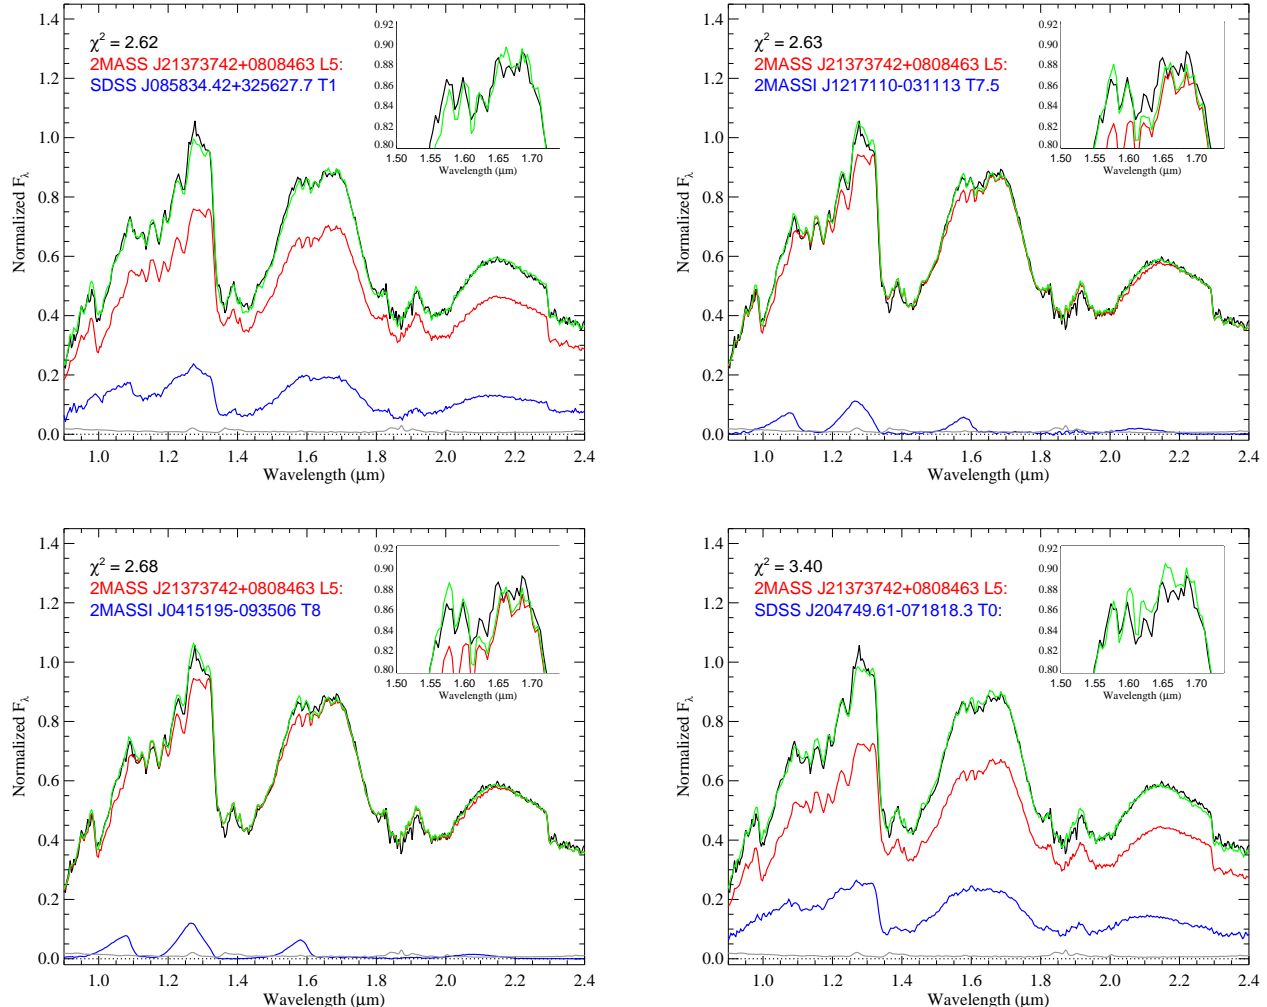 χ² = 2.62
2MASS J21373742+0808463 L5:
SDSS J085834.42+325627.7 T1
Normalized Fλ
1.4
1.2
1.0
0.8
0.6
0.4
0.2
0.0
1.0 1.2 1.4 1.6 1.8 2.0 2.2 2.4
Wavelength (μm)
0.92
0.90
0.88
0.86
0.84
0.82
0.80
1.50 1.55 1.60 1.65 1.70
Wavelength (μm)
χ² = 2.63
2MASS J21373742+0808463 L5:
2MASSI J1217110-031113 T7.5
Normalized Fλ
1.4
1.2
1.0
0.8
0.6
0.4
0.2
0.0
1.0 1.2 1.4 1.6 1.8 2.0 2.2 2.4
Wavelength (μm)
0.92
0.90
0.88
0.86
0.84
0.82
0.80
1.50 1.55 1.60 1.65 1.70
Wavelength (μm)
χ² = 2.68
2MASS J21373742+0808463 L5:
2MASSI J0415195-093506 T8
Normalized Fλ
1.4
1.2
1.0
0.8
0.6
0.4
0.2
0.0
1.0 1.2 1.4 1.6 1.8 2.0 2.2 2.4
Wavelength (μm)
0.92
0.90
0.88
0.86
0.84
0.82
0.80
1.50 1.55 1.60 1.65 1.70
Wavelength (μm)
χ² = 3.40
2MASS J21373742+0808463 L5:
SDSS J204749.61-071818.3 T0:
Normalized Fλ
1.4
1.2
1.0
0.8
0.6
0.4
0.2
0.0
1.0 1.2 1.4 1.6 1.8 2.0 2.2 2.4
Wavelength (μm)
0.92
0.90
0.88
0.86
0.84
0.82
0.80
1.50 1.55 1.60 1.65 1.70
Wavelength (μm)